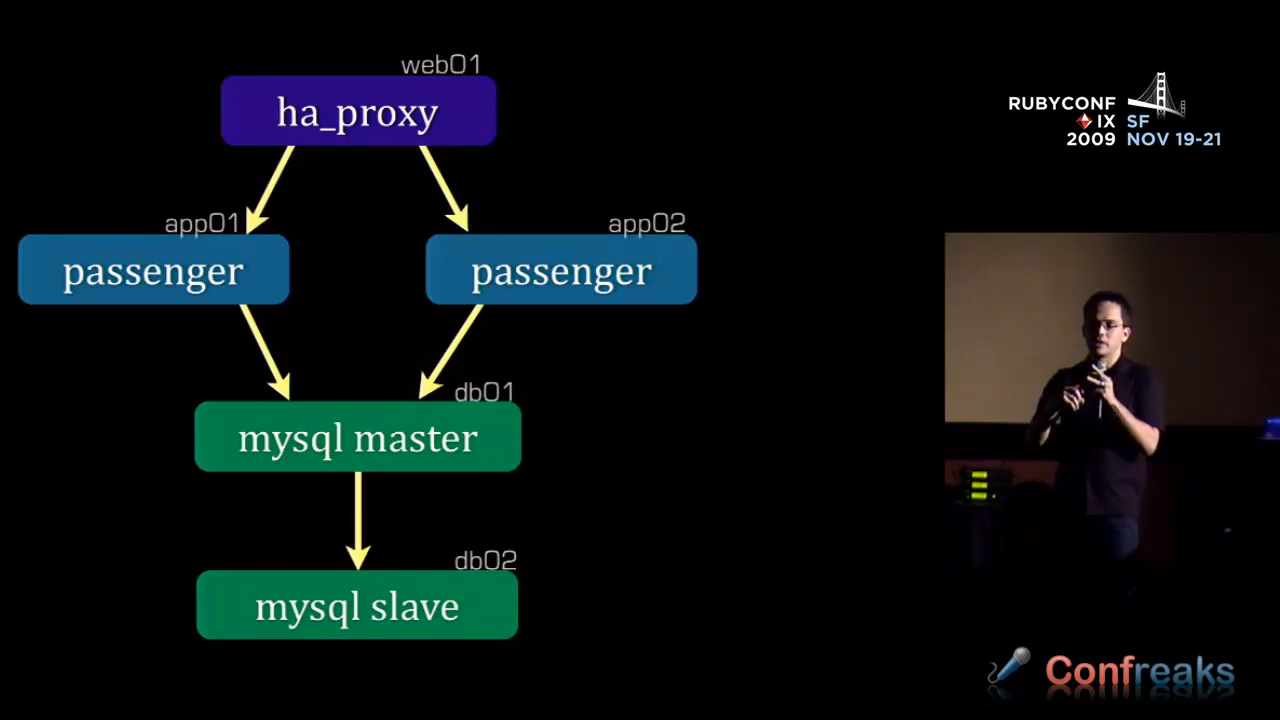 web01
ha_proxy
app01
passenger
app02
passenger
db01
mysql master
db02
mysql slave
RUBYCONF
IX
2009
SF
NOV 19-21
Confreaks